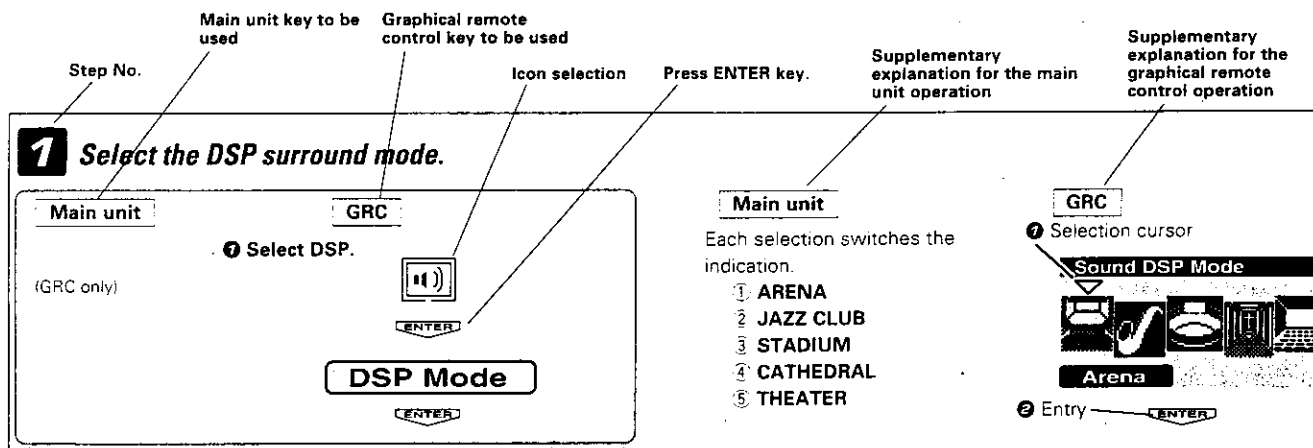 Main unit key to be
used
Graphical remote
control key to be used
Step No.
Icon selection
Press ENTER key.
Supplementary
explanation for the main
unit operation
Supplementary
explanation for the
graphical remote
control operation
1 Select the DSP surround mode.
Main unit
GRC
❶ Select DSP.
(GRC only)
ENTER
DSP Mode
ENTER
Main unit
Each selection switches the
indication.
① ARENA
② JAZZ CLUB
③ STADIUM
④ CATHEDRAL
⑤ THEATER
GRC
❶ Selection cursor
Sound DSP Mode
Arena
❷ Entry
ENTER